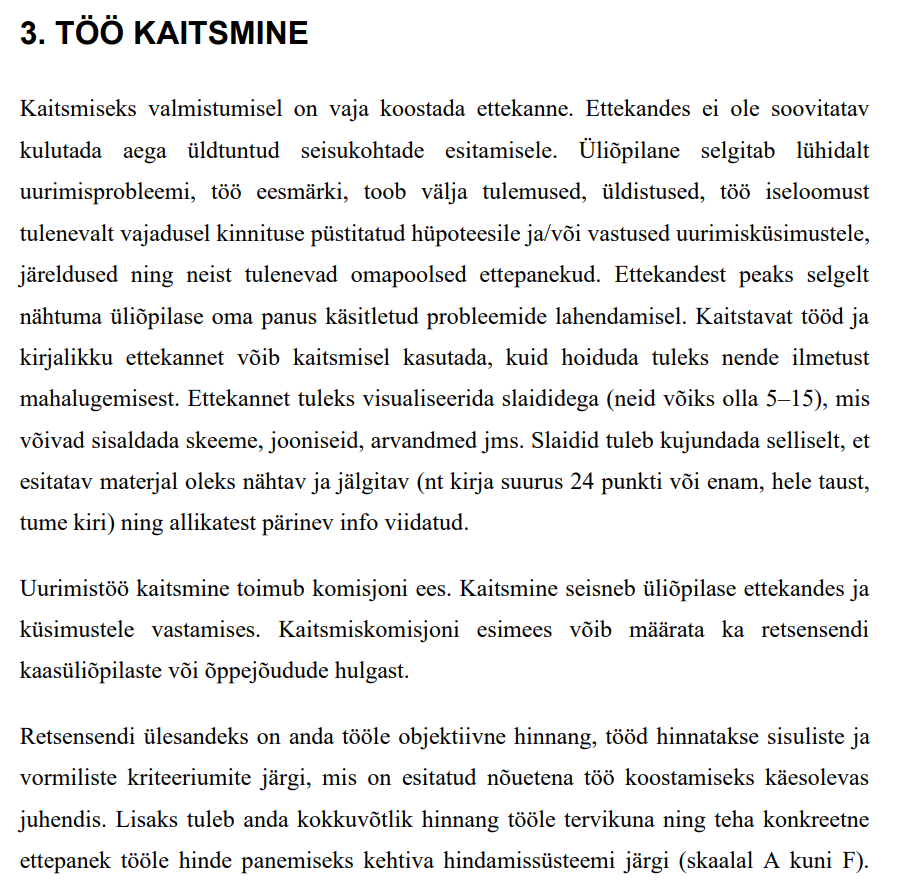 3. TÖÖ KAITSMINE
Kaitsmiseks valmistumisel on vaja koostada ettekanne. Ettekandes ei ole soovitatav
kulutada aega üldtuntud seisukohtade esitamisele. Üliõpilane selgitab lühidalt
uurimisprobleemi, töö eesmärki, toob välja tulemused, üldistused, töö iseloomust
tulenevalt vajadusel kinnituse püstitatud hüpoteesile ja/või vastused uurimisküsimustele,
järeldused ning neist tulenevad omapoolsed ettepanekud. Ettekandest peaks selgelt
nähtuma üliõpilase oma panus käsitletud probleemide lahendamisel. Kaitstavat tööd ja
kirjalikku ettekannet võib kaitsmisel kasutada, kuid hoiduda tuleks nende ilmetust
mahalugemisest. Ettekannet tuleks visualiseerida slaididega (neid võiks olla 5–15), mis
võivad sisaldada skeeme, jooniseid, arvandmed jms. Slaidid tuleb kujundada selliselt, et
esitatav materjal oleks nähtav ja jälgitav (nt kirja suurus 24 punkti või enam, hele taust,
tume kiri) ning allikatest pärinev info viidatud.
Uurimistöö kaitsmine toimub komisjoni ees. Kaitsmine seisneb üliõpilase ettekandes ja
küsimustele vastamises. Kaitsmiskomisjoni esimees võib määrata ka retsensendi
kaasüliõpilaste või õppejõudude hulgast.
Retsensendi ülesandeks on anda tööle objektiivne hinnang, tööd hinnatakse sisuliste ja
vormiliste kriteeriumite järgi, mis on esitatud nõuetena töö koostamiseks käesolevas
juhendis. Lisaks tuleb anda kokkuvõtlik hinnang tööle tervikuna ning teha konkreetne
ettepanek tööle hinde panemiseks kehtiva hindamissüsteemi järgi (skaalal A kuni F).